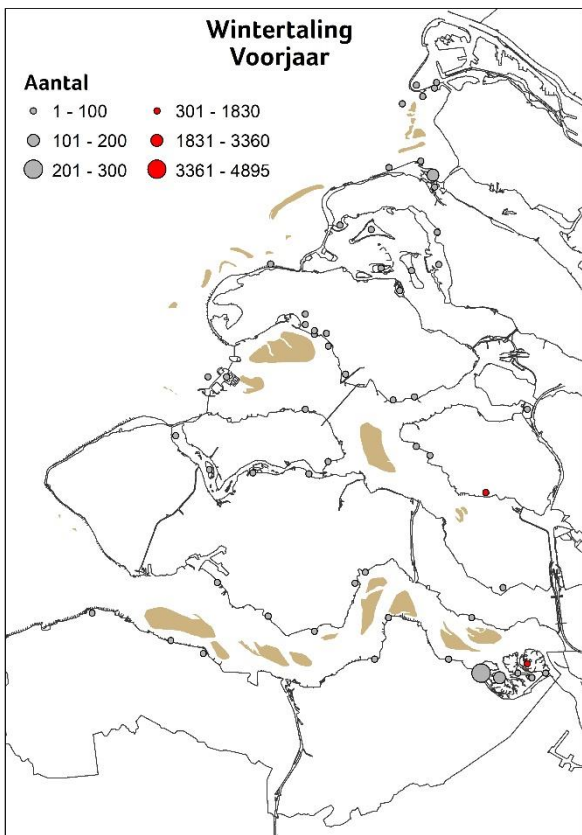 Wintertaling
Voorjaar
Aantal
1 - 100
301 - 1830
101 - 200
1831 - 3360
201 - 300
3361 - 4895